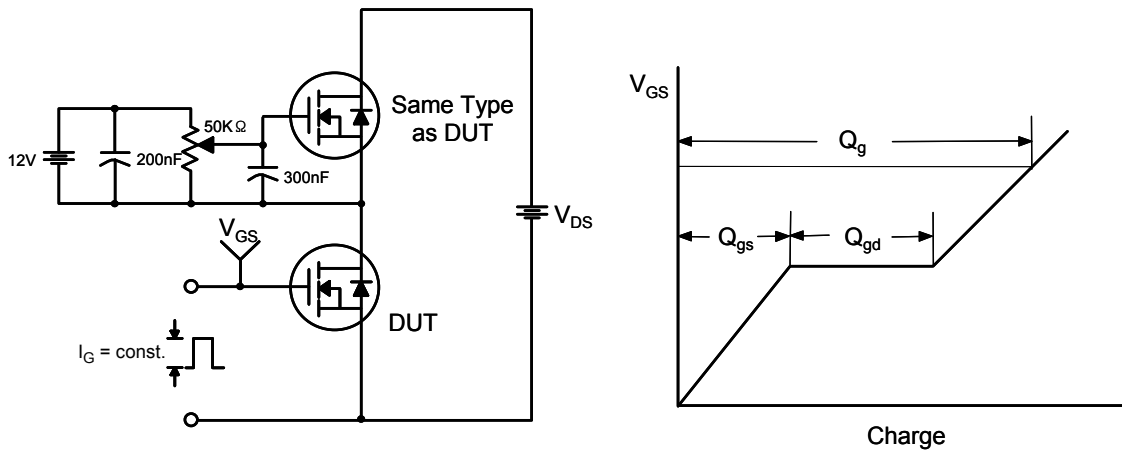 12V
200nF
50KΩ
300nF
Same Type
as DUT
V_DS
V_GS
DUT
I_G = const.
V_GS
Q_g
Q_gs
Q_gd
Charge